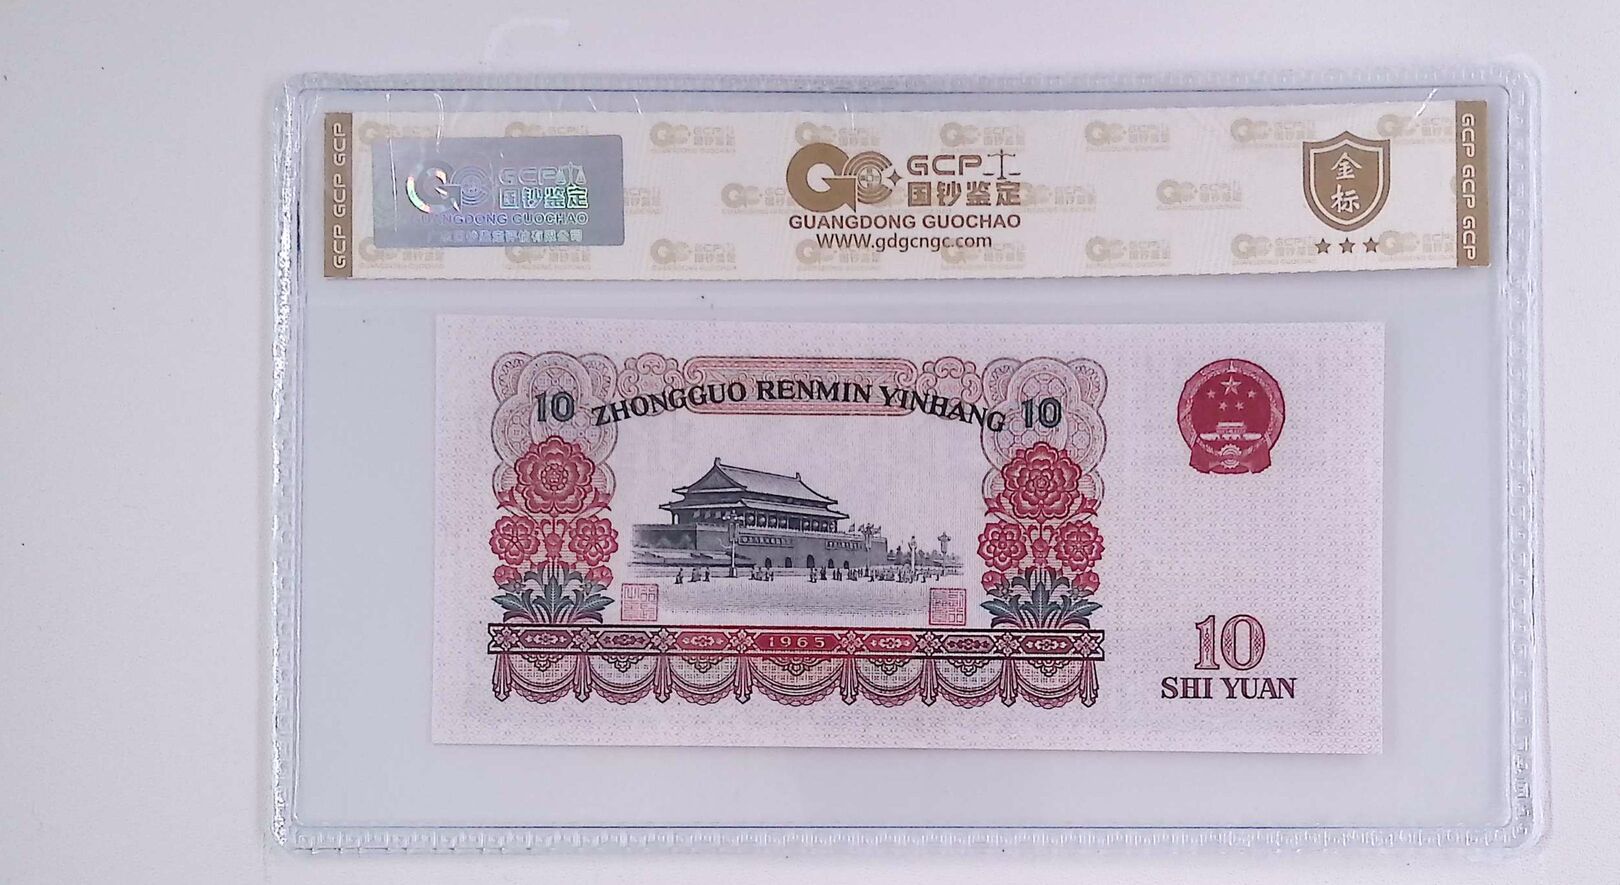 GCP GCP GCP
GCP
国钞鉴定
GUANGDONG GUOCHAO
GCP
国钞鉴定
GUANGDONG GUOCHAO
WWW.gdgcngc.com
金
标
GCP GCP GCP
10 ZHONGGUO RENMIN YINHANG 10
1965
10
SHI YUAN